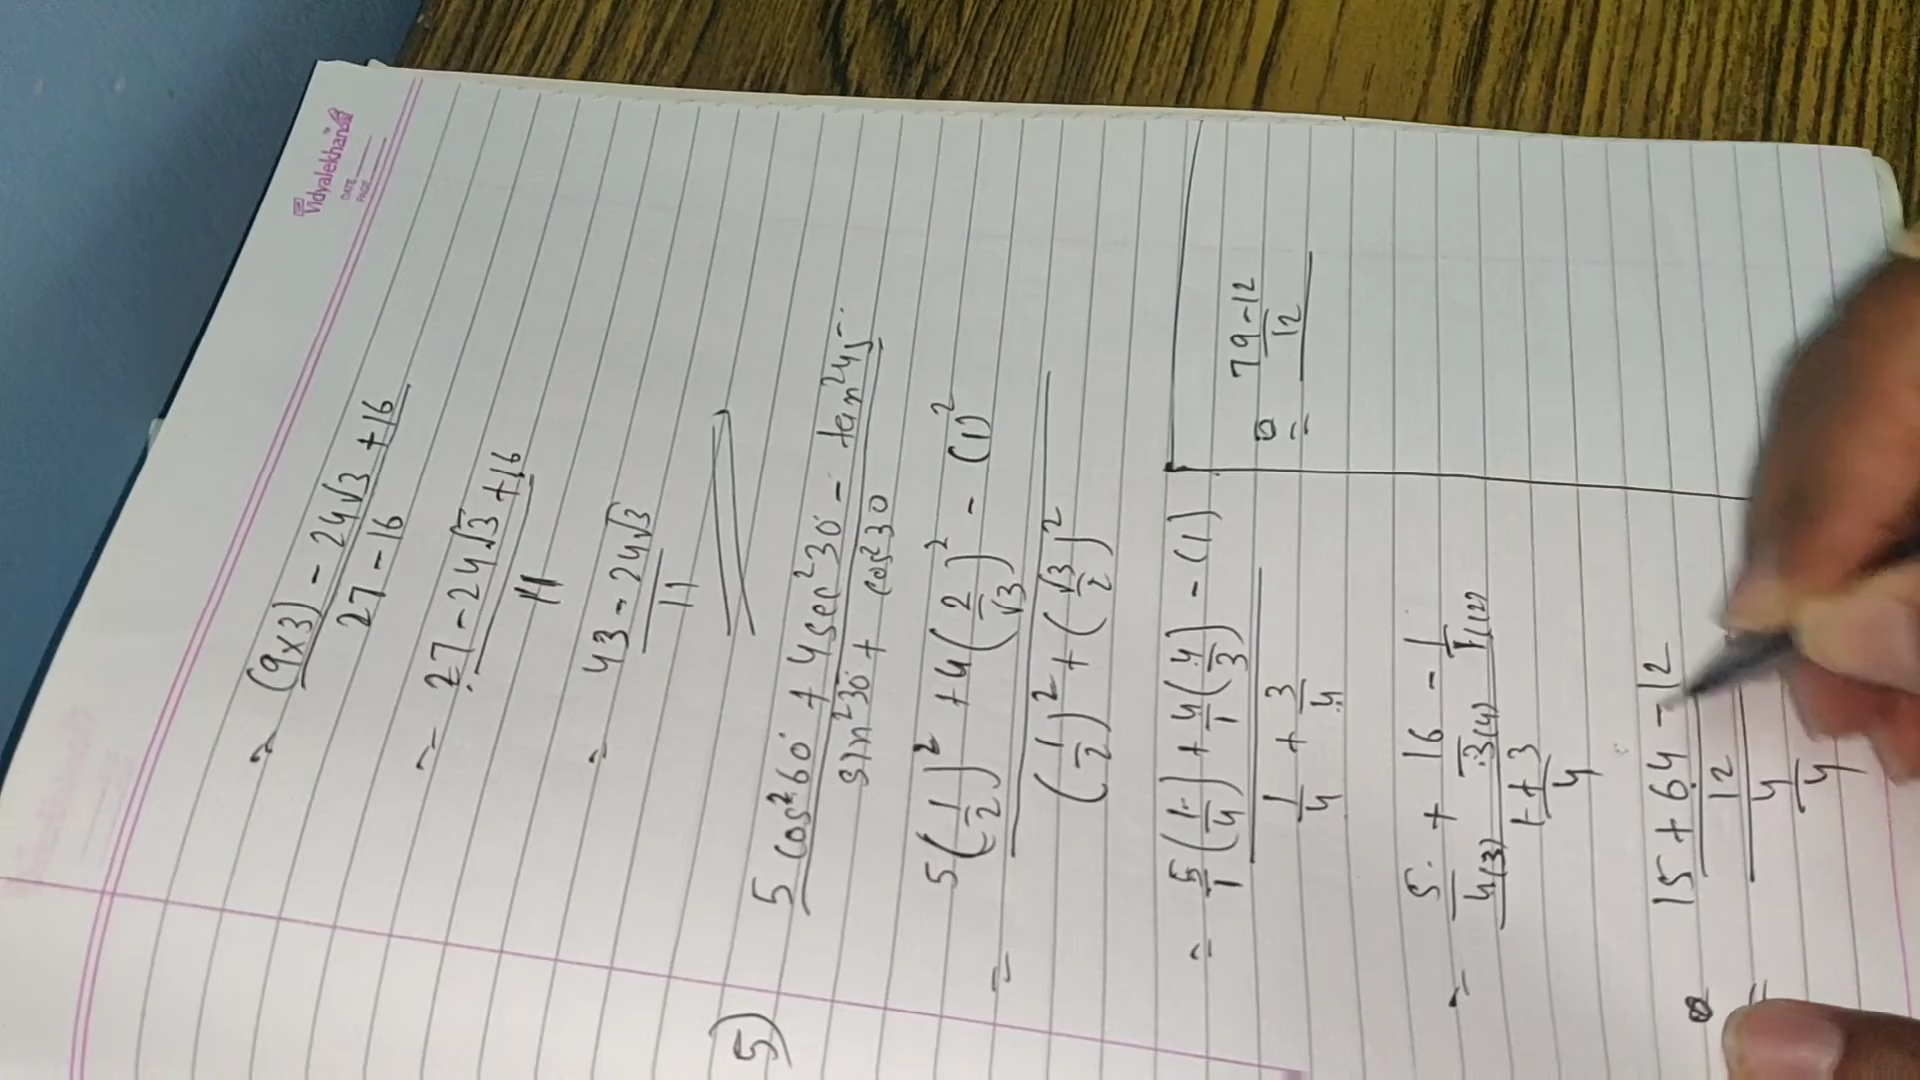 Vidyalekhan
DATE
PAGE
= (9x3) - 24√3 + 16
27 - 16
= 27 - 24√3 + 16
11
= 43 - 24√3
11
5) 5 cos²60° + 4 sec²30° - tan²45°
sin²30° + cos²30
= 5(1/2)² + 4(2/√3)² - (1)²
(1/2)² + (√3/2)²
= 5/1(1/4) + 4/1(4/3) - (1)
1/4 + 3/4
= 5/4(3) + 16/3(4) - 1/1(12)
1+3/4
15 + 64 - 12
12
= 4
4
= 79-12
12